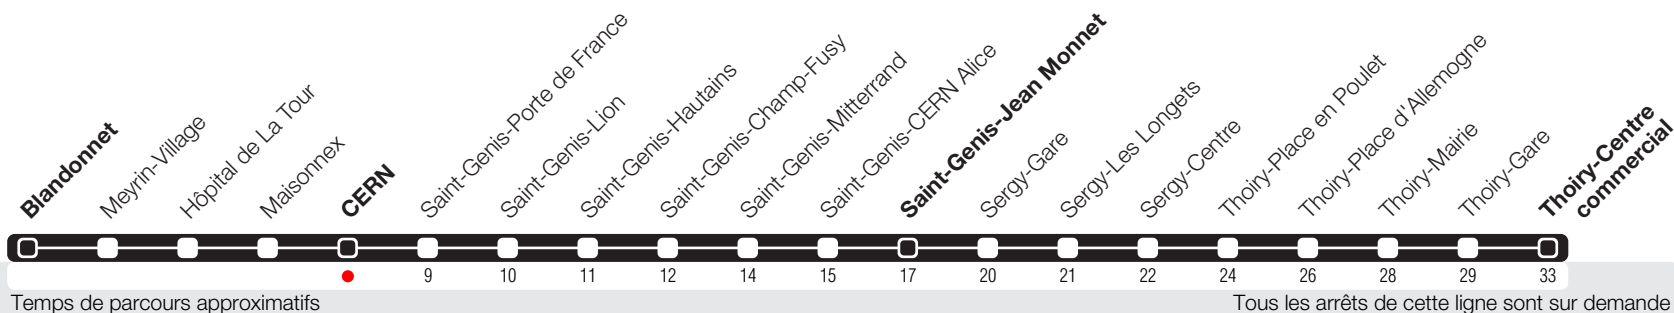 Blandonnet
Meyrin-Village
Hôpital de La Tour
Maisonnex
CERN
Saint-Genis-Porte de France
Saint-Genis-Lion
Saint-Genis-Hautains
Saint-Genis-Champ-Fusy
Saint-Genis-Mitterrand
Saint-Genis-CERN Alice
Saint-Genis-Jean Monnet
Sergy-Gare
Sergy-Les Longets
Sergy-Centre
Thoiry-Place en Poulet
Thoiry-Place d'Allemogne
Thoiry-Mairie
Thoiry-Gare
Thoiry-Centre
commercial
9 10 11 12 14 15 17 20 21 22 24 26 28 29 33
Temps de parcours approximatifs
Tous les arrêts de cette ligne sont sur demande